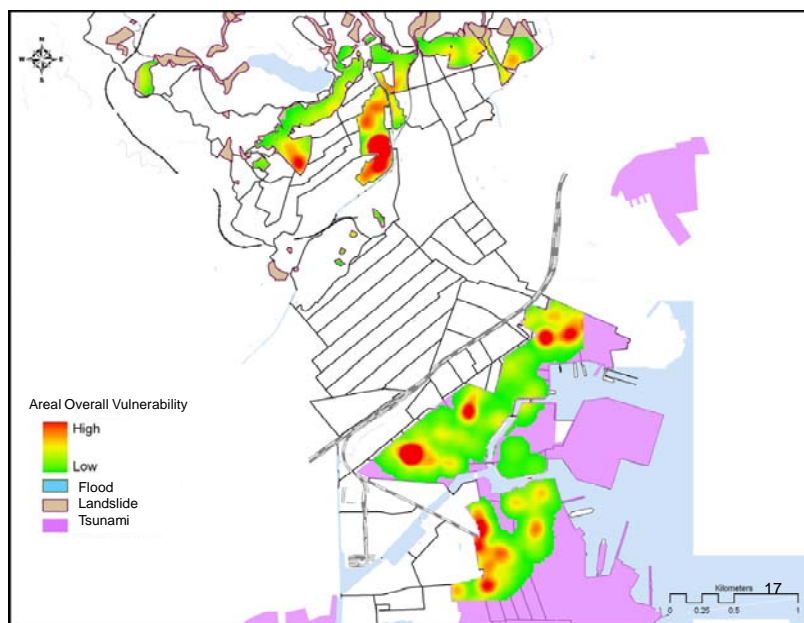 N
W E
S
Areal Overall Vulnerability
High
Low
Flood
Landslide
Tsunami
Kilometers 17
0 0.25 0.5 1